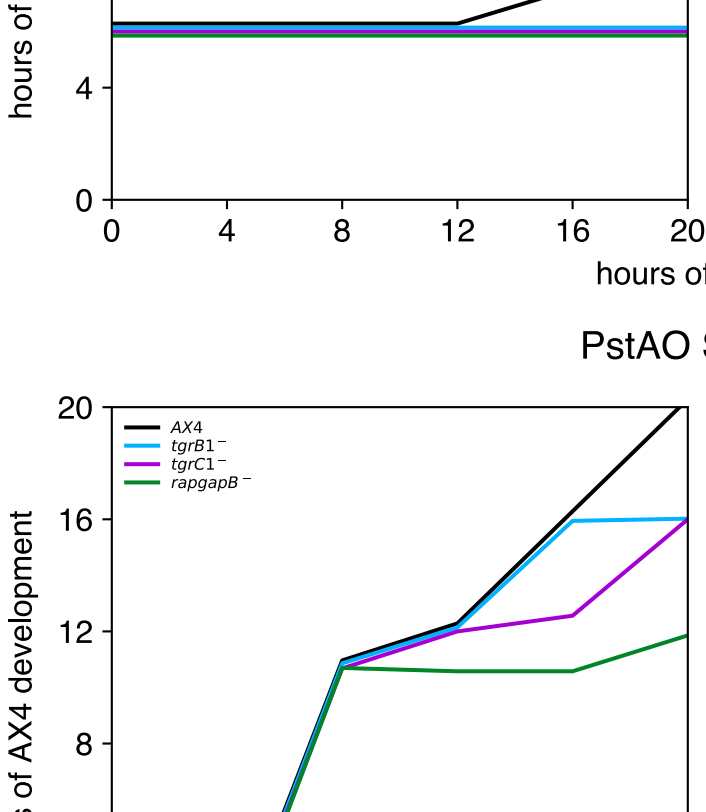 hours of
4
0
0 4 8 12 16 20
hours of
PstAO
20
AX4
tgrB1⁻
tgrC1⁻
rapgapB⁻
16
12
8
s of AX4 development